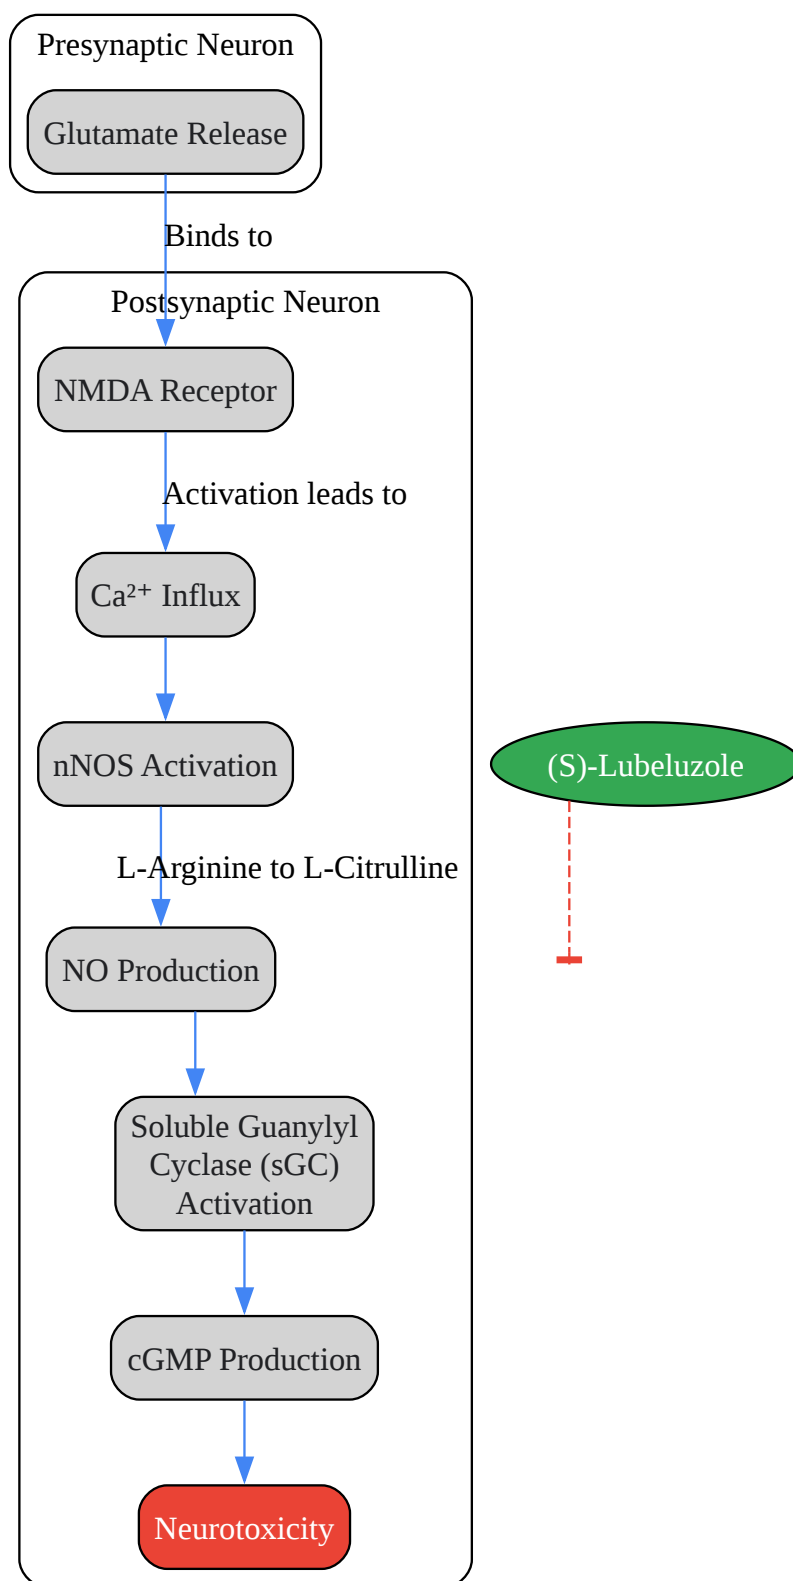 Presynaptic Neuron
Glutamate Release
Binds to
Postsynaptic Neuron
NMDA Receptor
Activation leads to
Ca²⁺ Influx
nNOS Activation
(S)-Lubeluzole
L-Arginine to L-Citrulline
NO Production
Soluble Guanylyl
Cyclase (sGC)
Activation
cGMP Production
Neurotoxicity